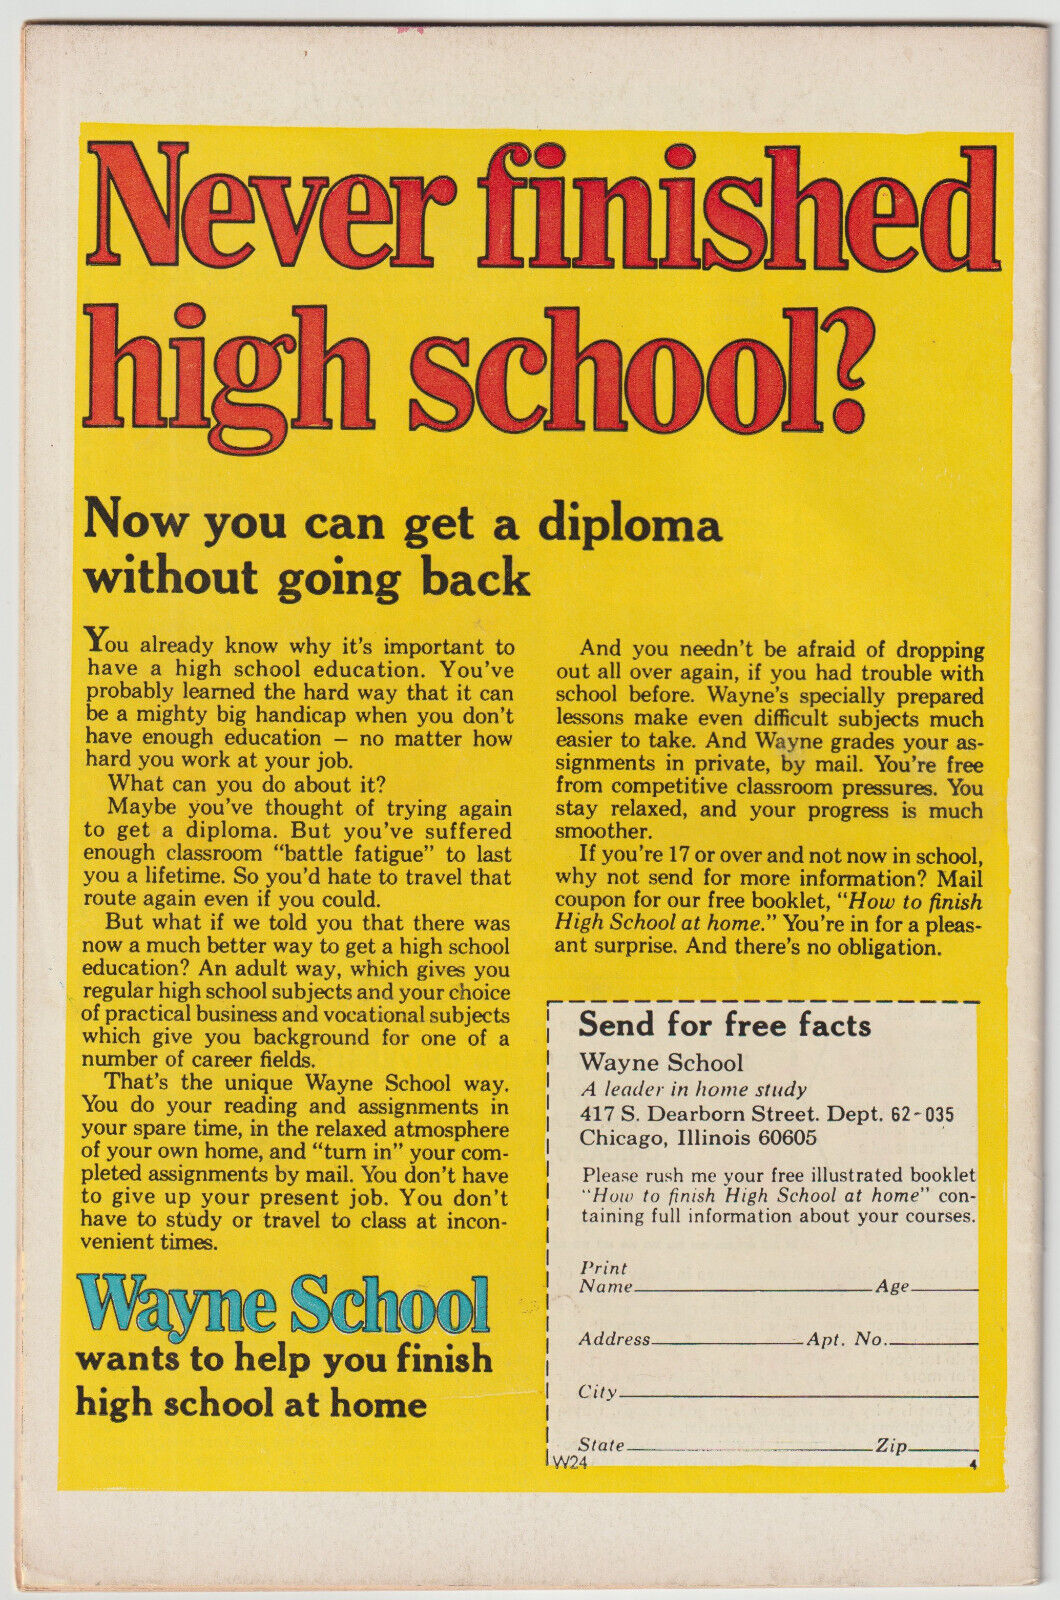 Never finished
high school?
Now you can get a diploma
without going back
You already know why it's important to
have a high school education. You've
probably learned the hard way that it can
be a mighty big handicap when you don't
have enough education – no matter how
hard you work at your job.
What can you do about it?
Maybe you've thought of trying again
to get a diploma. But you've suffered
enough classroom "battle fatigue" to last
you a lifetime. So you'd hate to travel that
route again even if you could.
But what if we told you that there was
now a much better way to get a high school
education? An adult way, which gives you
regular high school subjects and your choice
of practical business and vocational subjects
which give you background for one of a
number of career fields.
That's the unique Wayne School way.
You do your reading and assignments in
your spare time, in the relaxed atmosphere
of your own home, and "turn in" your com-
pleted assignments by mail. You don't have
to give up your present job. You don't
have to study or travel to class at incon-
venient times.
Wayne School
wants to help you finish
high school at home
And you needn't be afraid of dropping
out all over again, if you had trouble with
school before. Wayne's specially prepared
lessons make even difficult subjects much
easier to take. And Wayne grades your as-
signments in private, by mail. You're free
from competitive classroom pressures. You
stay relaxed, and your progress is much
smoother.
If you're 17 or over and not now in school,
why not send for more information? Mail
coupon for our free booklet, "How to finish
High School at home." You're in for a pleas-
ant surprise. And there's no obligation.
Send for free facts
Wayne School
A leader in home study
417 S. Dearborn Street. Dept. 62-035
Chicago, Illinois 60605
Please rush me your free illustrated booklet
"How to finish High School at home" con-
taining full information about your courses.
Print
Name Age
Address Apt. No.
City
State Zip
W24 4